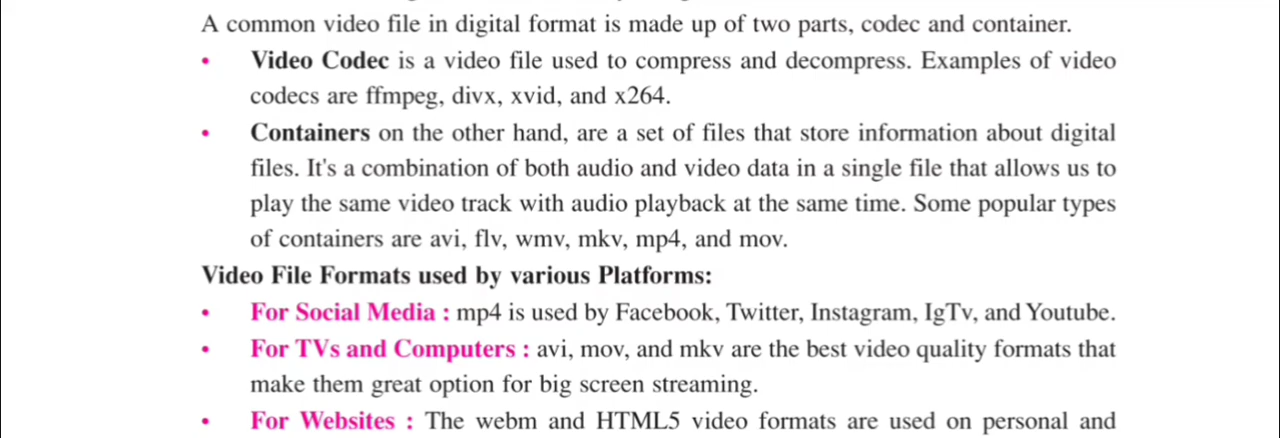 A common video file in digital format is made up of two parts, codec and container.
• Video Codec is a video file used to compress and decompress. Examples of video
codecs are ffmpeg, divx, xvid, and x264.
• Containers on the other hand, are a set of files that store information about digital
files. It's a combination of both audio and video data in a single file that allows us to
play the same video track with audio playback at the same time. Some popular types
of containers are avi, flv, wmv, mkv, mp4, and mov.
Video File Formats used by various Platforms:
• For Social Media : mp4 is used by Facebook, Twitter, Instagram, IgTv, and Youtube.
• For TVs and Computers : avi, mov, and mkv are the best video quality formats that
make them great option for big screen streaming.
• For Websites : The webm and HTML5 video formats are used on personal and